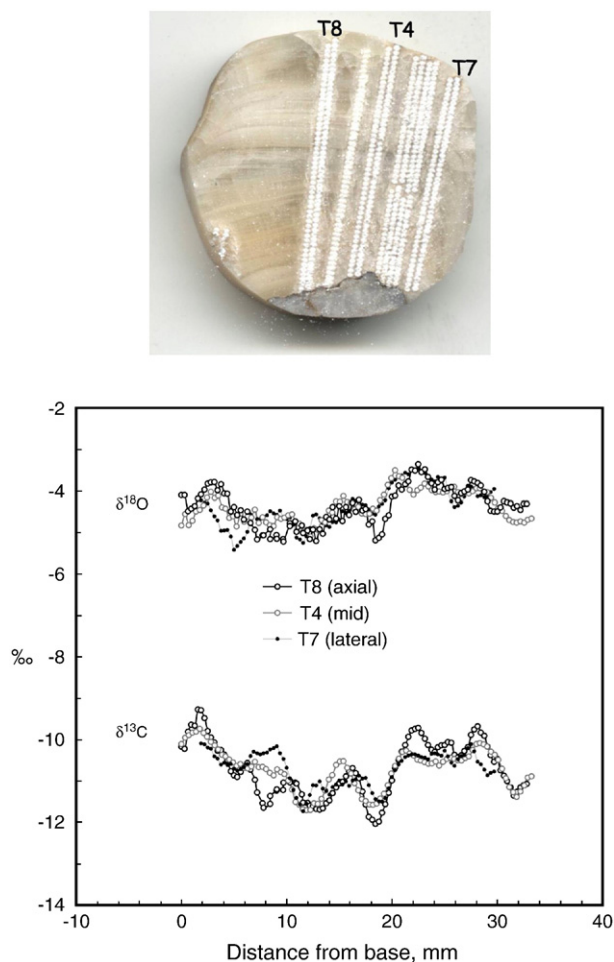 T8 T4 T7
-2
-4
-6
-8
-10
-12
-14
δ18O
‰
δ13C
T8 (axial)
T4 (mid)
T7 (lateral)
-10 0 10 20 30 40
Distance from base, mm